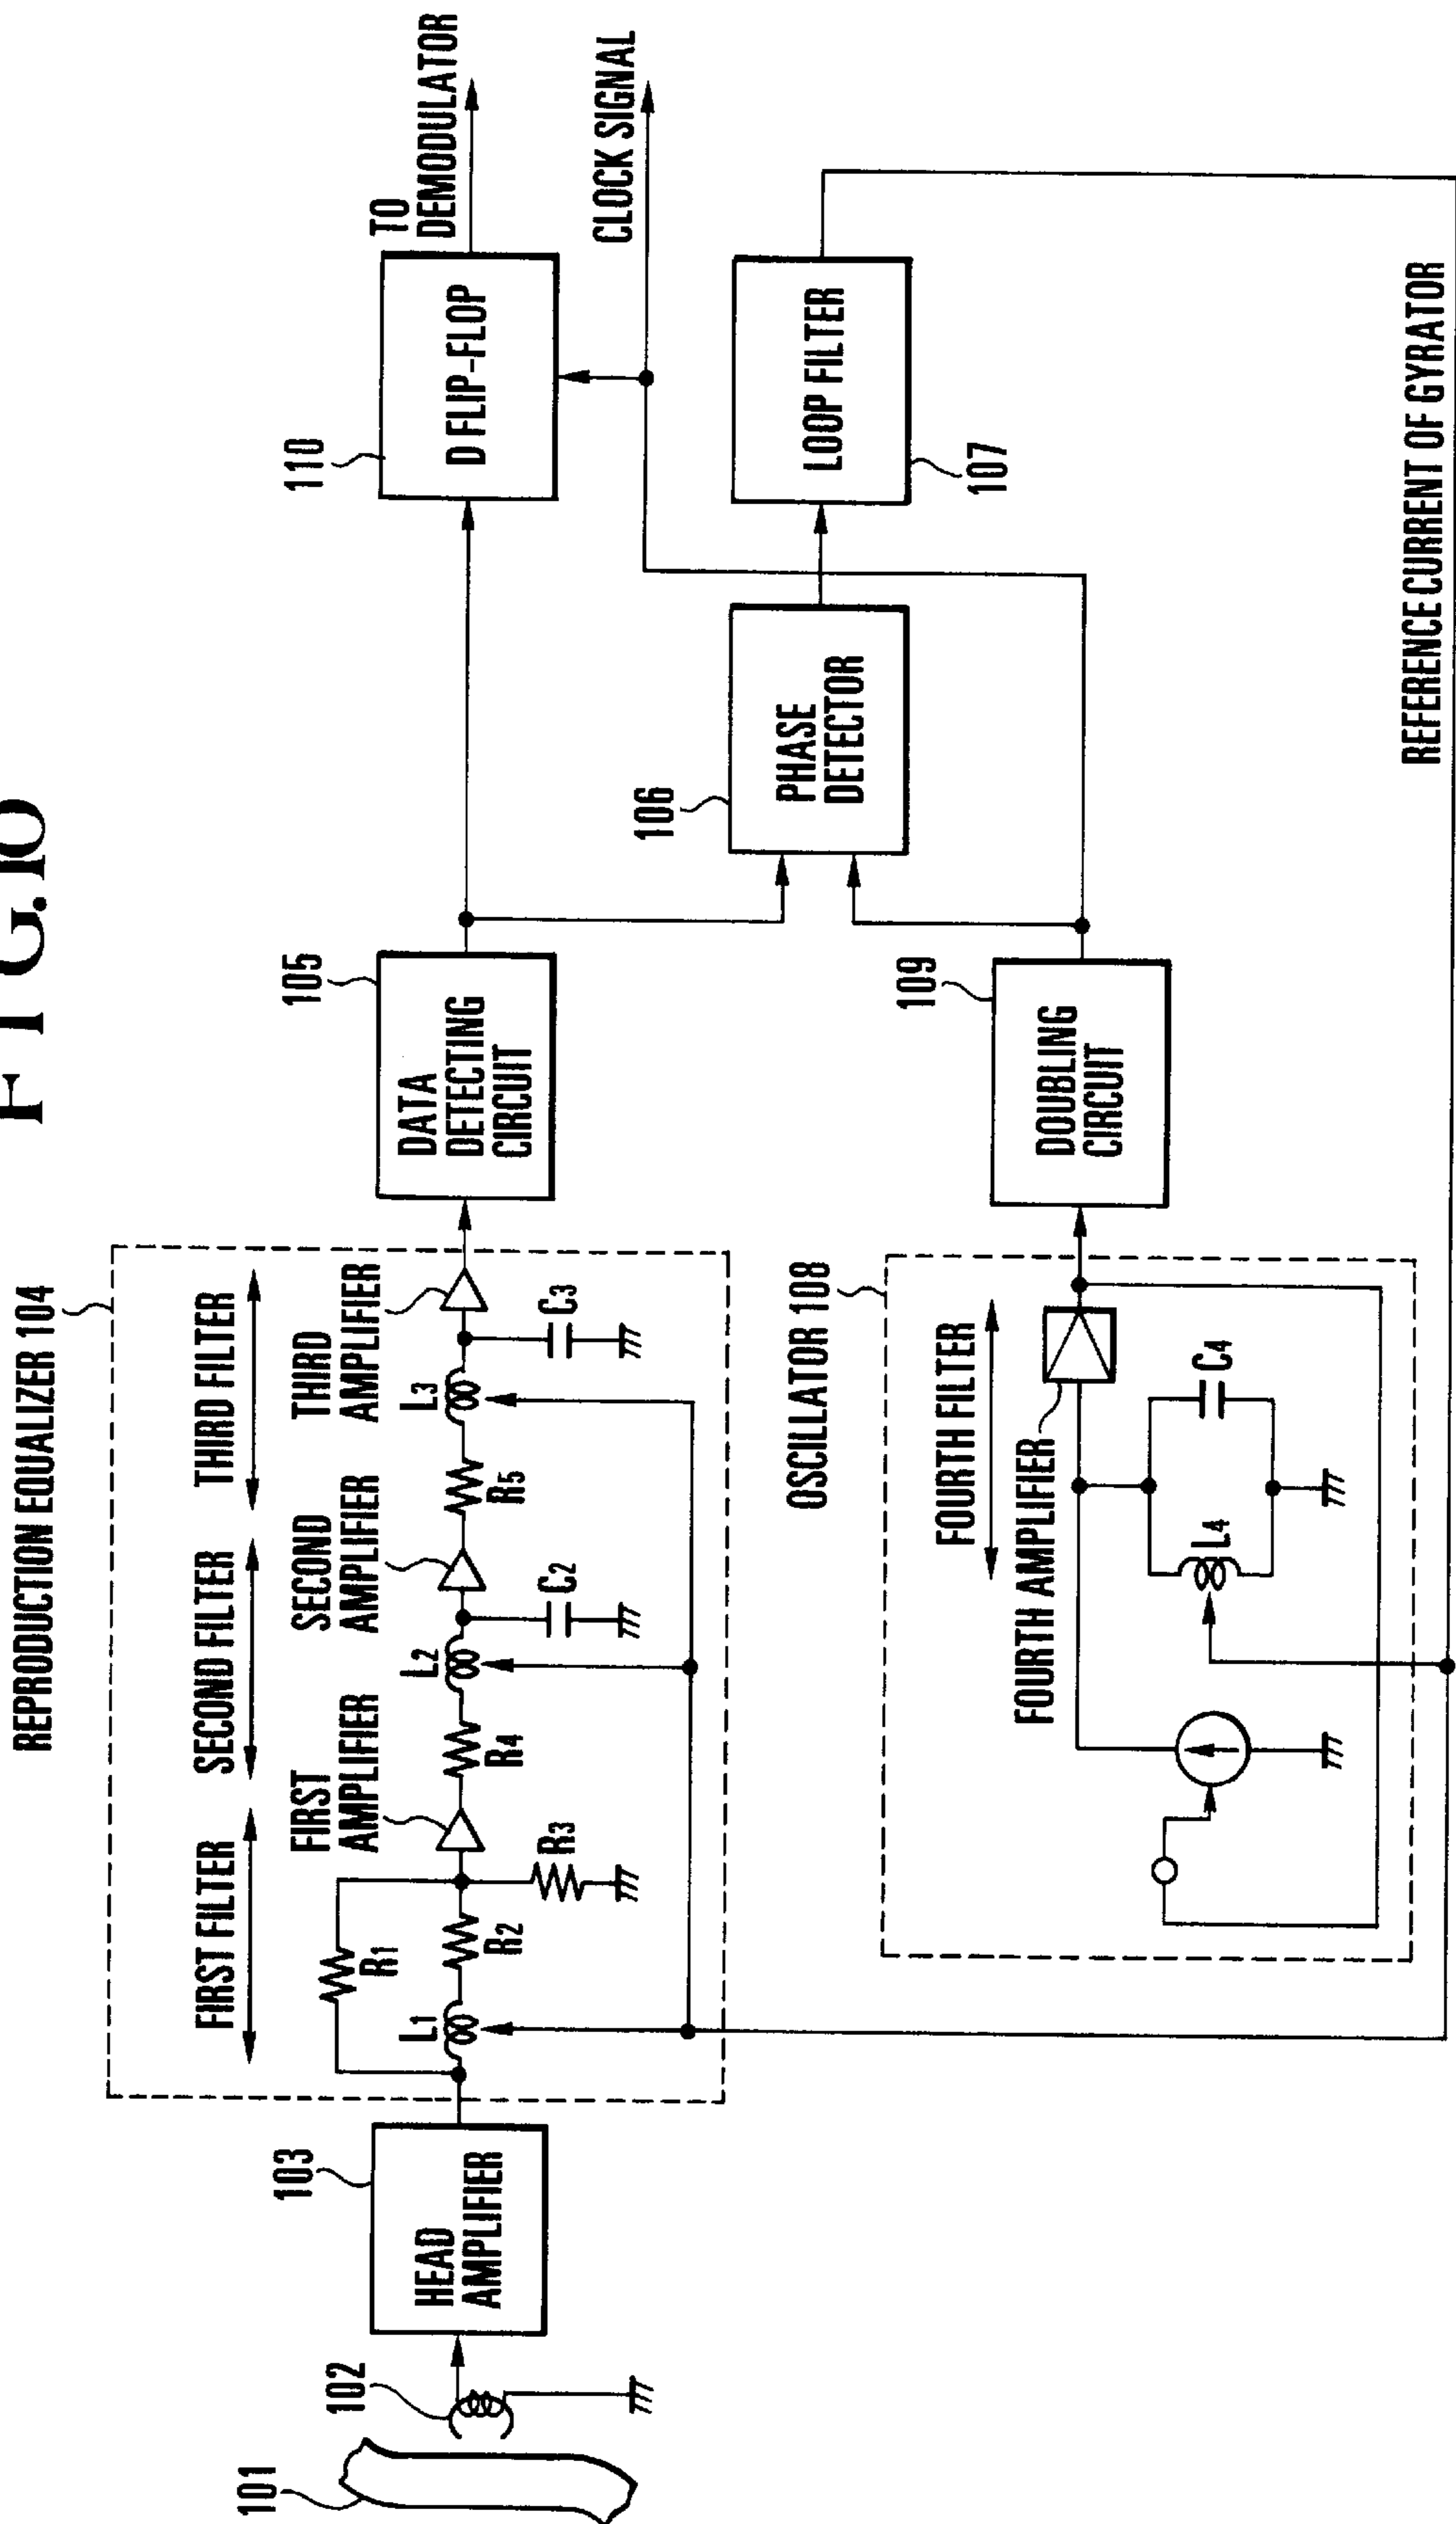 FIG.10
REPRODUCTION EQUALIZER 104
FIRST FILTER
SECOND FILTER
THIRD FILTER
FIRST
AMPLIFIER
SECOND
AMPLIFIER
THIRD
AMPLIFIER
R1
L1
R2
R3
R4
L2
C2
R5
L3
C3
101
102
103
HEAD
AMPLIFIER
105
DATA
DETECTING
CIRCUIT
110
D FLIP-FLOP
TO
DEMODULATOR
CLOCK SIGNAL
106
PHASE
DETECTOR
LOOP FILTER
107
OSCILLATOR 108
FOURTH FILTER
FOURTH AMPLIFIER
L4
C4
109
DOUBLING
CIRCUIT
REFERENCE CURRENT OF GYRATOR